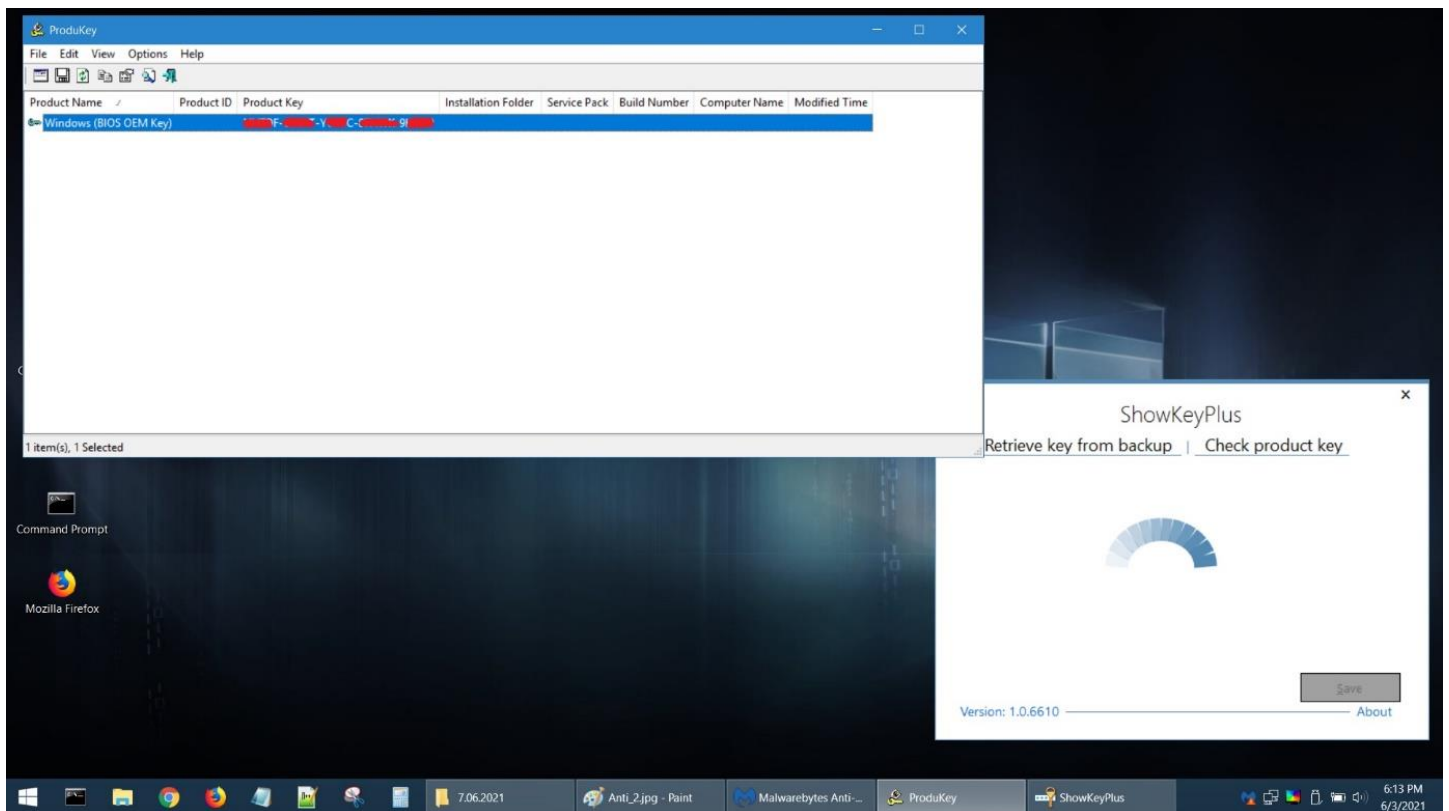 ProduKey
File Edit View Options Help
Product Name / Product ID Product Key Installation Folder Service Pack Build Number Computer Name Modified Time
Windows (BIOS OEM Key)
1 item(s), 1 Selected
ShowKeyPlus
Retrieve key from backup | Check product key
Command Prompt
Mozilla Firefox
Save
Version: 1.0.6610
About
7.06.2021
Anti_2.jpg - Paint
Malwarebytes Anti-...
ProduKey
ShowKeyPlus
6:13 PM
6/3/2021